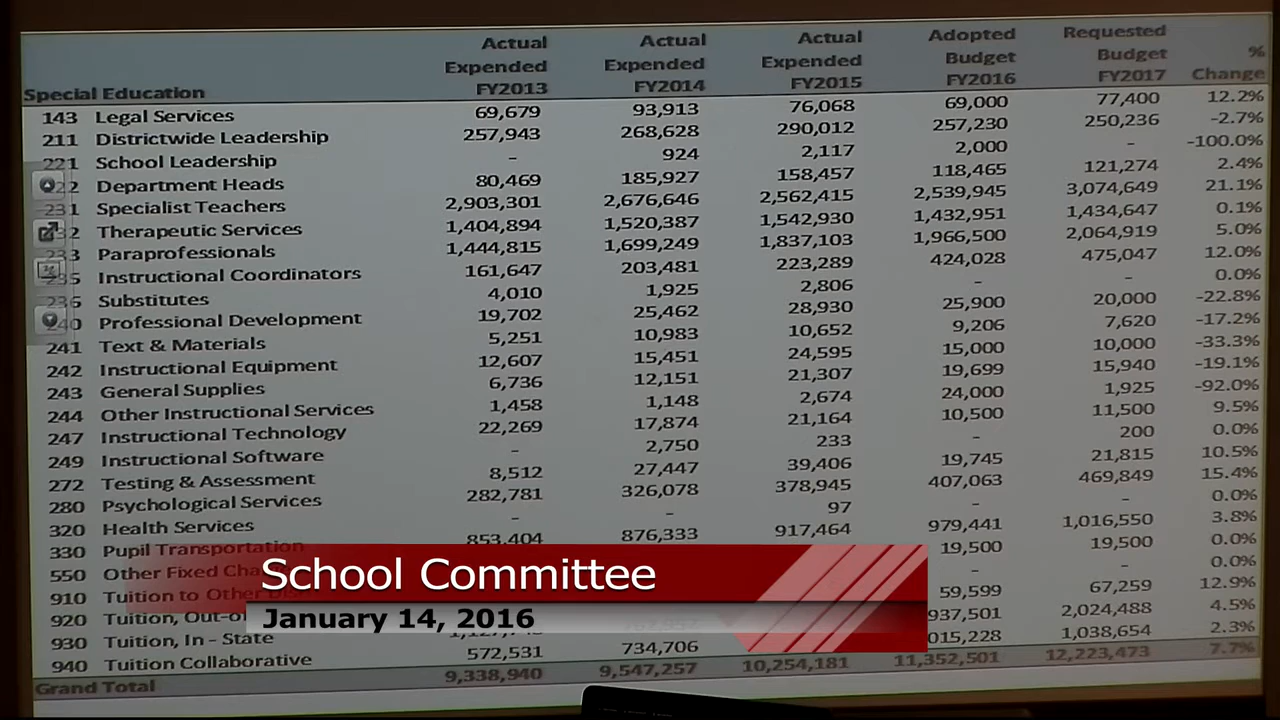 Special Education Actual Expended FY2013 Actual Expended FY2014 Actual Expended FY2015 Adopted Budget FY2016 Requested Budget FY2017 % Change
143 Legal Services 69,679 93,913 76,068 69,000 77,400 12.2%
211 Districtwide Leadership 257,943 268,628 290,012 257,230 250,236 -2.7%
221 School Leadership - 924 2,117 2,000 - -100.0%
Department Heads 80,469 185,927 158,457 118,465 121,274 2.4%
231 Specialist Teachers 2,903,301 2,676,646 2,562,415 2,539,945 3,074,649 21.1%
Therapeutic Services 1,404,894 1,520,387 1,542,930 1,432,951 1,434,647 0.1%
Paraprofessionals 1,444,815 1,699,249 1,837,103 1,966,500 2,064,919 5.0%
Instructional Coordinators 161,647 203,481 223,289 424,028 475,047 12.0%
236 Substitutes 4,010 1,925 2,806 - - 0.0%
Professional Development 19,702 25,462 28,930 25,900 20,000 -22.8%
241 Text & Materials 5,251 10,983 10,652 9,206 7,620 -17.2%
242 Instructional Equipment 12,607 15,451 24,595 15,000 10,000 -33.3%
243 General Supplies 6,736 12,151 21,307 19,699 15,940 -19.1%
244 Other Instructional Services 1,458 1,148 2,674 24,000 1,925 -92.0%
247 Instructional Technology 22,269 17,874 21,164 10,500 11,500 9.5%
249 Instructional Software - 2,750 233 - 200 0.0%
272 Testing & Assessment 8,512 27,447 39,406 19,745 21,815 10.5%
280 Psychological Services 282,781 326,078 378,945 407,063 469,849 15.4%
320 Health Services - - 97 - - 0.0%
330 Pupil Transportation 853,404 876,333 917,464 979,441 1,016,550 3.8%
550 Other Fixed 19,500 19,500 0.0%
910 Tuition to Other - - 0.0%
920 Tuition, 59,599 67,259 12.9%
930 Tuition, In - State 937,501 2,024,488 4.5%
940 Tuition Collaborative 572,531 734,706 015,228 1,038,654 2.3%
Grand Total 9,338,940 9,547,257 10,254,181 11,352,501 12,223,473 7.7%
School Committee
January 14, 2016